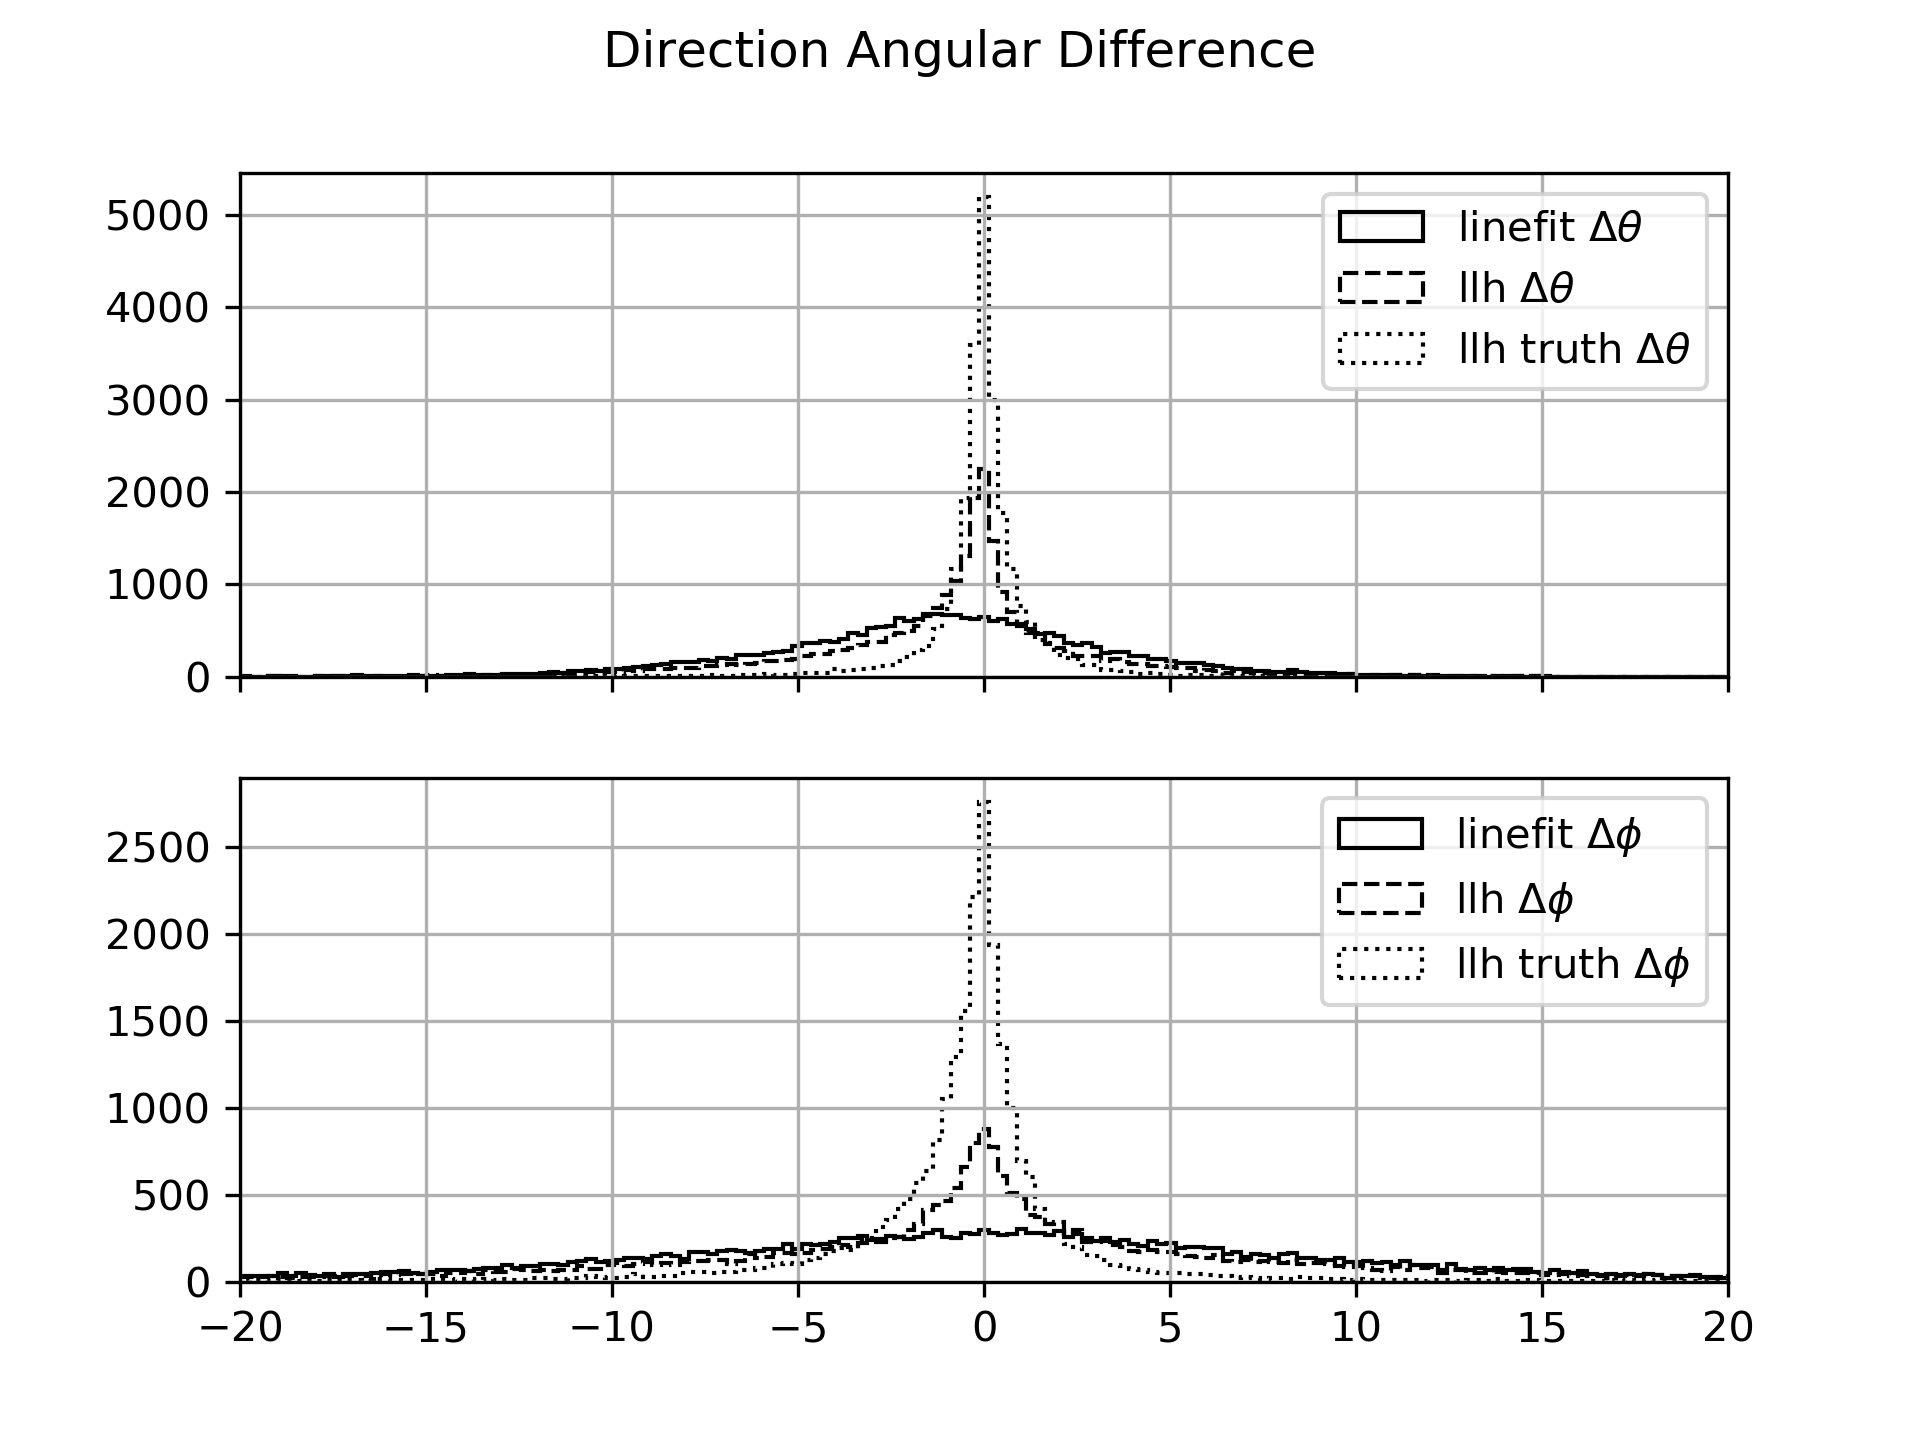 Direction Angular Difference
5000
4000
3000
2000
1000
0
linefit Δθ
llh Δθ
llh truth Δθ
2500
2000
1500
1000
500
0
linefit Δϕ
llh Δϕ
llh truth Δϕ
−20 −15 −10 −5 0 5 10 15 20